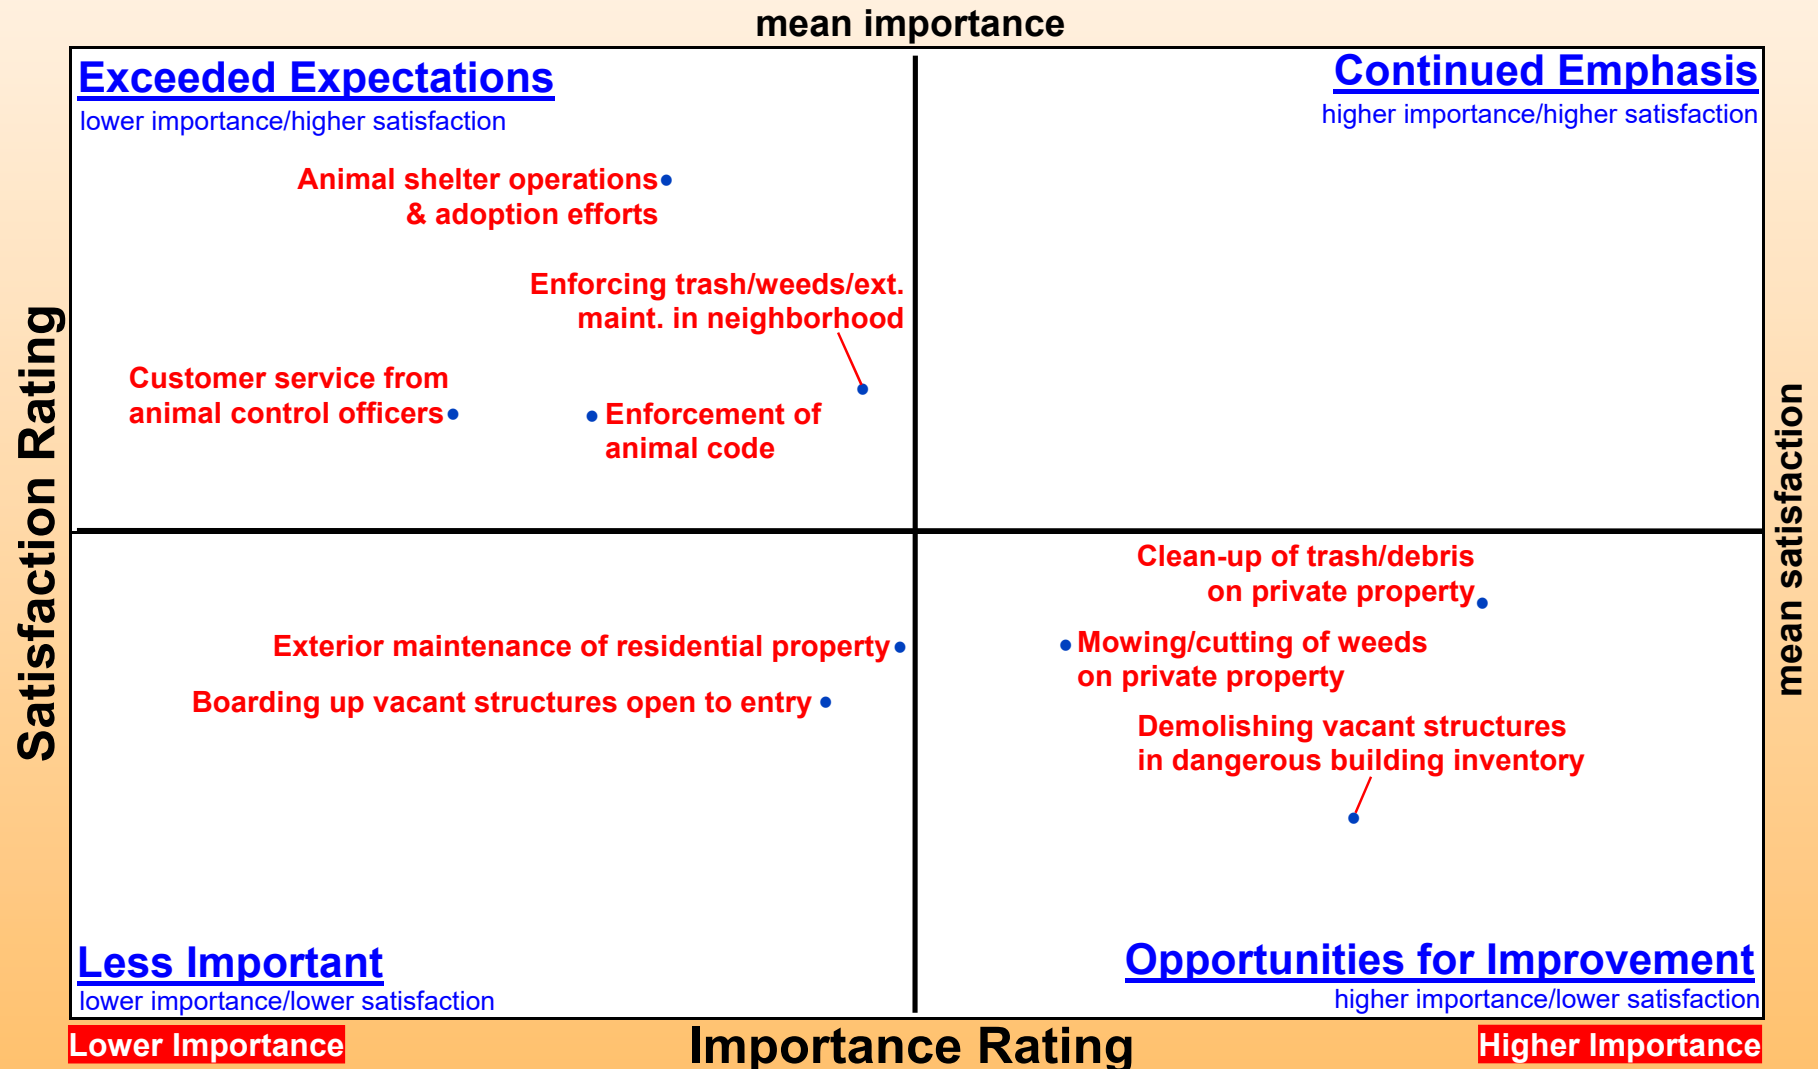 mean importance
Exceeded Expectations
lower importance/higher satisfaction
Continued Emphasis
higher importance/higher satisfaction
Animal shelter operations
& adoption efforts
Enforcing trash/weeds/ext.
maint. in neighborhood
Customer service from
animal control officers
Enforcement of
animal code
Satisfaction Rating
mean satisfaction
Clean-up of trash/debris
on private property
Exterior maintenance of residential property
Mowing/cutting of weeds
on private property
Boarding up vacant structures open to entry
Demolishing vacant structures
in dangerous building inventory
Less Important
lower importance/lower satisfaction
Opportunities for Improvement
higher importance/lower satisfaction
Lower Importance
Importance Rating
Higher Importance